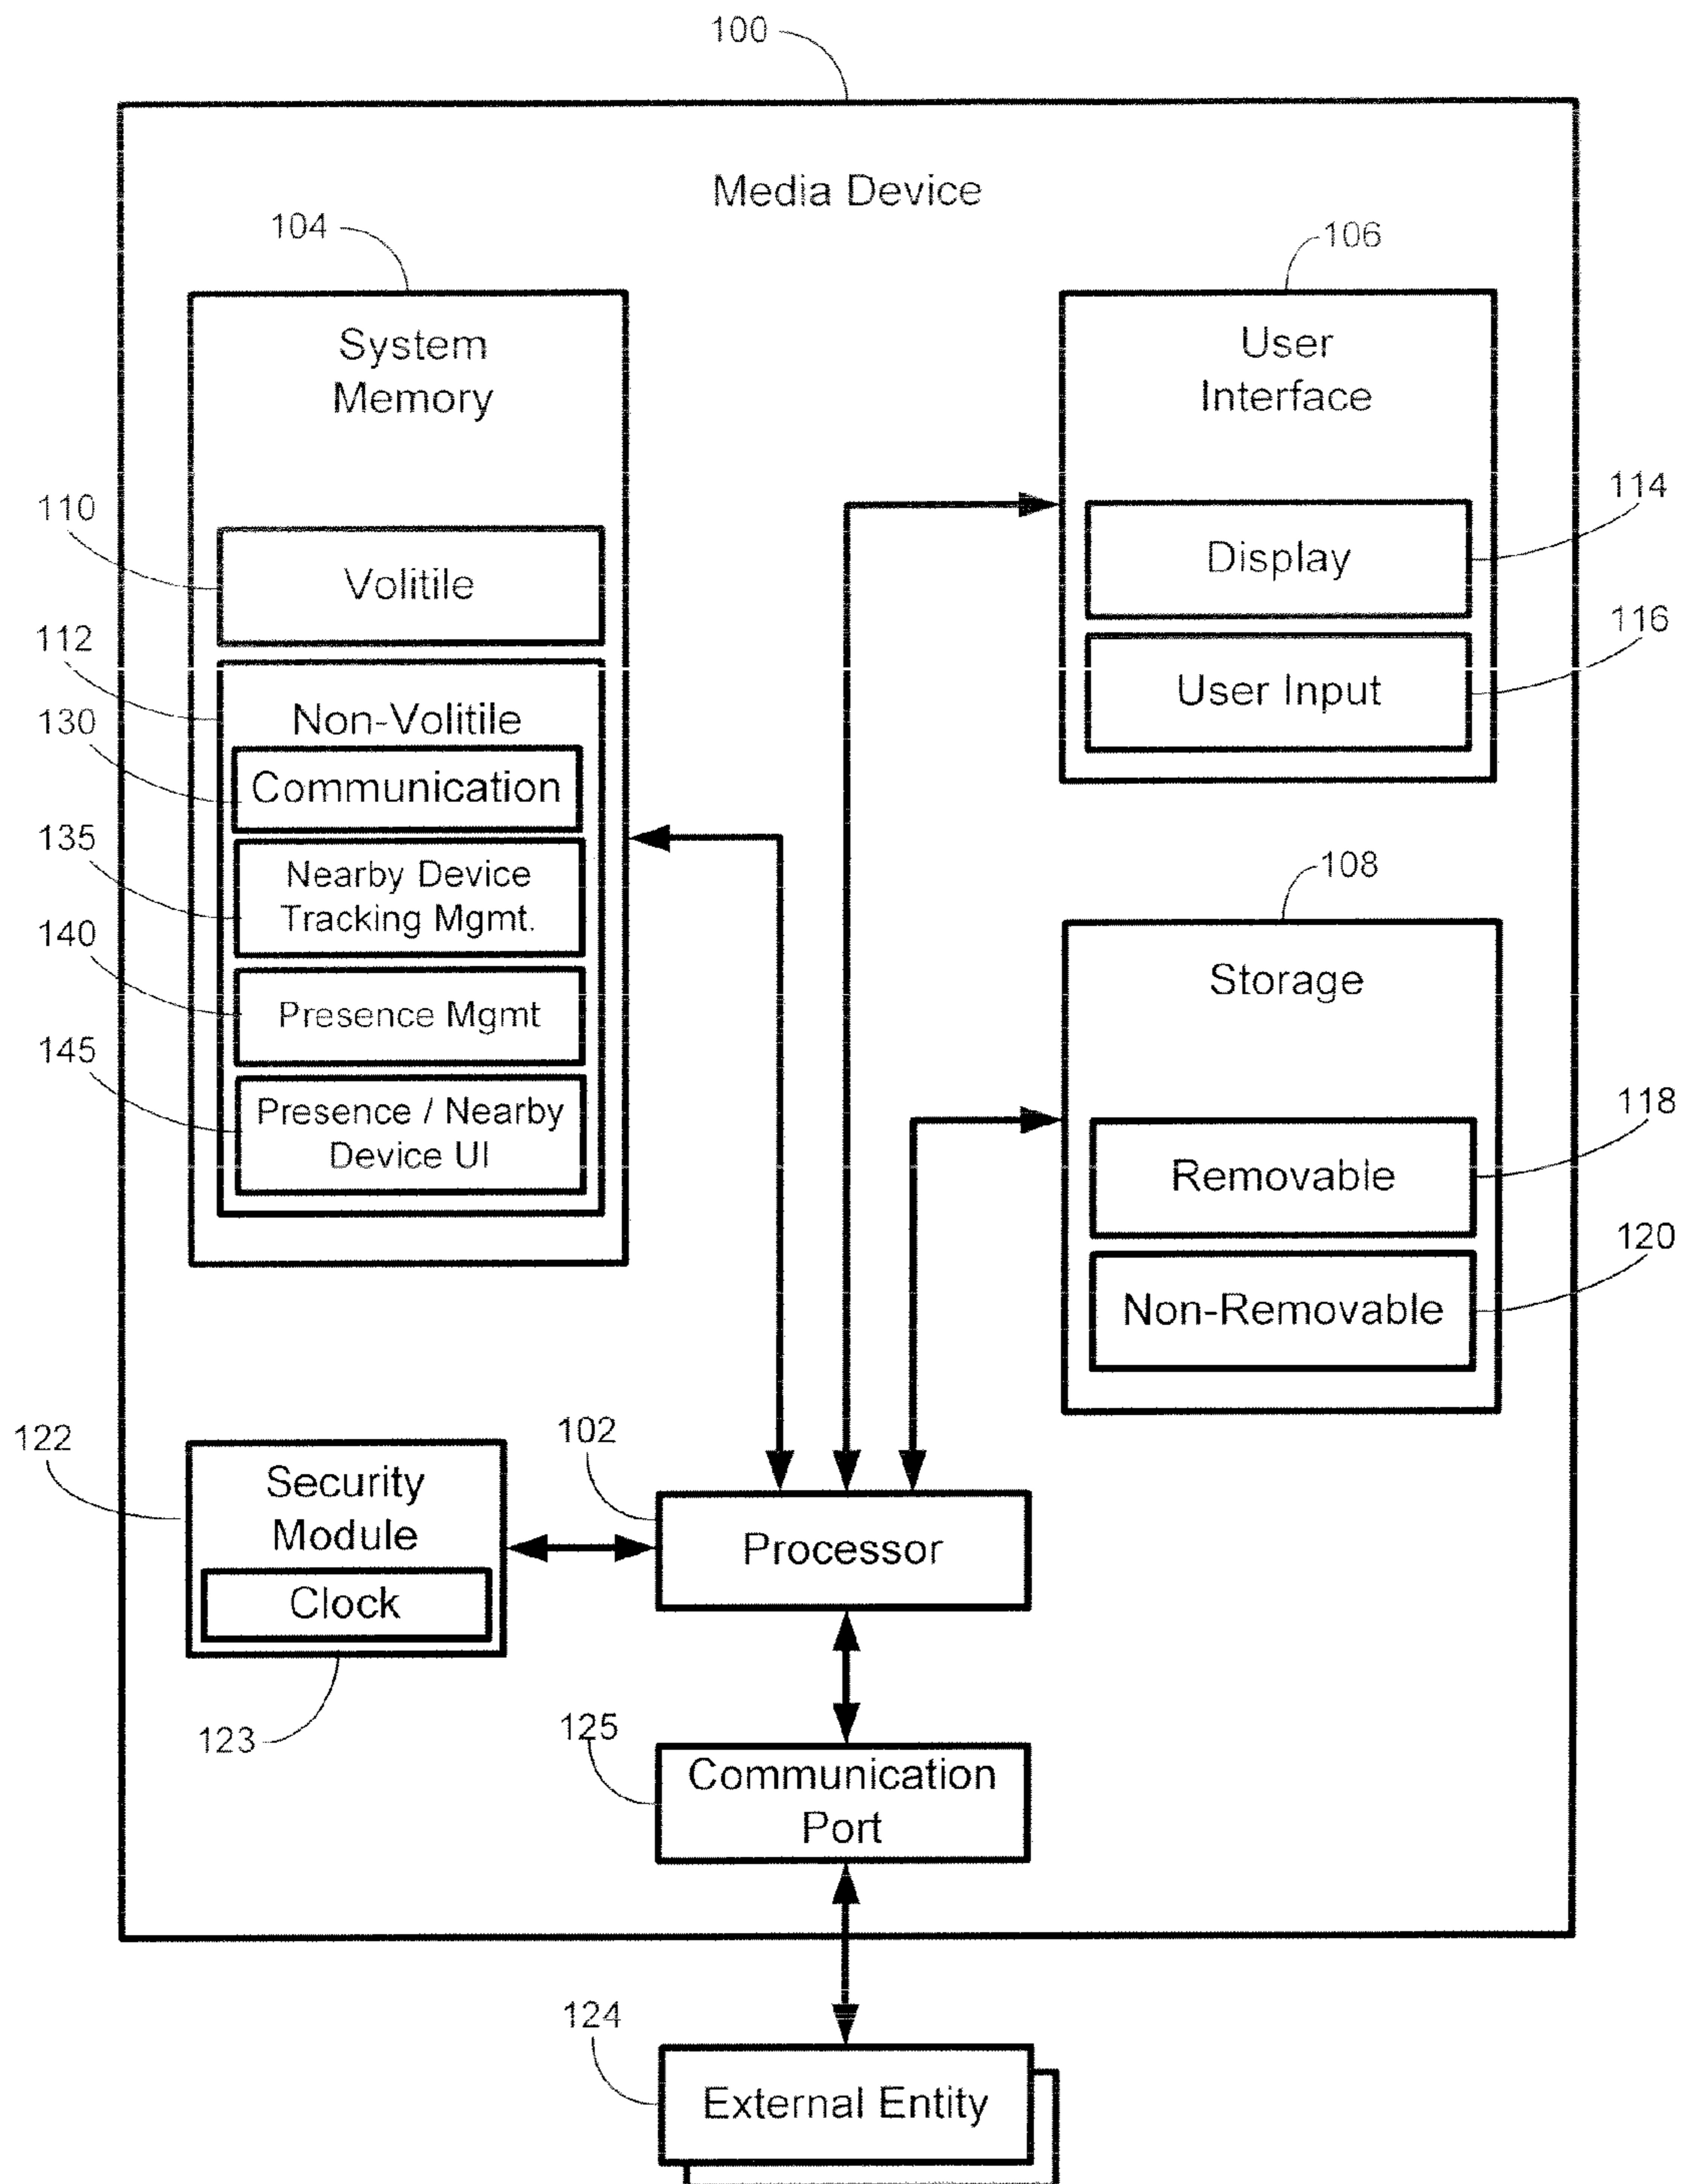 100
Media Device
104
106
System
Memory
User
Interface
110
Volitile
114
Display
112
116
User Input
130
Non-Volitile
Communication
135
Nearby Device
Tracking Mgmt.
108
Storage
140
Presence Mgmt
145
Presence / Nearby
Device UI
118
Removable
120
Non-Removable
122
Security
Module
Clock
123
102
Processor
125
Communication
Port
124
External Entity